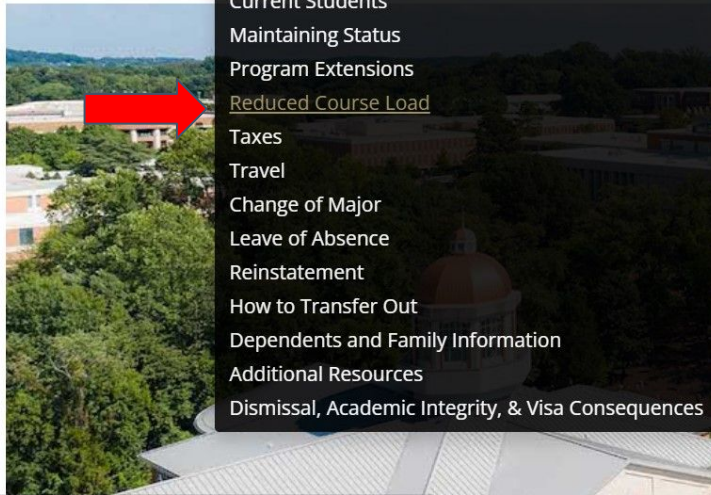 Current Students
Maintaining Status
Program Extensions
Reduced Course Load
Taxes
Travel
Change of Major
Leave of Absence
Reinstatement
How to Transfer Out
Dependents and Family Information
Additional Resources
Dismissal, Academic Integrity, & Visa Consequences